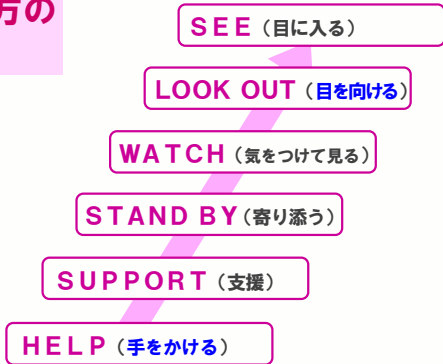 方の
SEE（目に入る）
LOOK OUT（目を向ける）
WATCH（気をつけて見る）
STAND BY（寄り添う）
SUPPORT（支援）
HELP（手をかける）